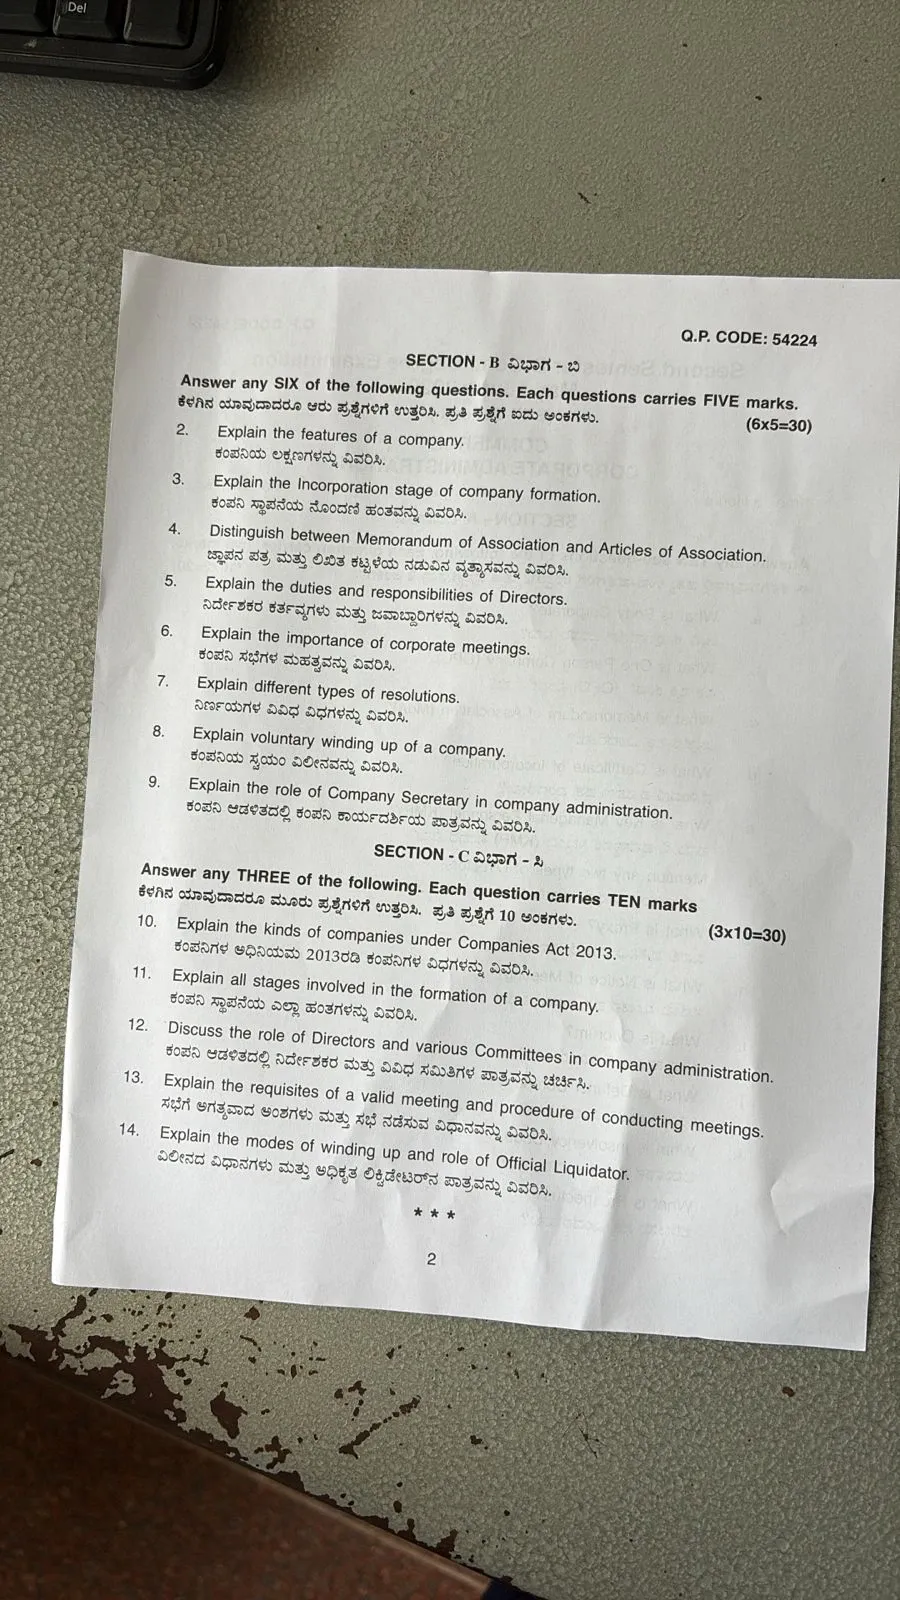 Del
Q.P. CODE: 54224
SECTION - B ವಿಭಾಗ - ಬಿ
Answer any SIX of the following questions. Each questions carries FIVE marks.
ಕೆಳಗಿನ ಯಾವುದಾದರೂ ಆರು ಪ್ರಶ್ನೆಗಳಿಗೆ ಉತ್ತರಿಸಿ. ಪ್ರತಿ ಪ್ರಶ್ನೆಗೆ ಐದು ಅಂಕಗಳು. (6x5=30)
2. Explain the features of a company.
ಕಂಪನಿಯ ಲಕ್ಷಣಗಳನ್ನು ವಿವರಿಸಿ.
3. Explain the Incorporation stage of company formation.
ಕಂಪನಿ ಸ್ಥಾಪನೆಯ ನೊಂದಣಿ ಹಂತವನ್ನು ವಿವರಿಸಿ.
4. Distinguish between Memorandum of Association and Articles of Association.
ಜ್ಞಾಪನ ಪತ್ರ ಮತ್ತು ಲಿಖಿತ ಕಟ್ಟಳೆಯ ನಡುವಿನ ವ್ಯತ್ಯಾಸವನ್ನು ವಿವರಿಸಿ.
5. Explain the duties and responsibilities of Directors.
ನಿರ್ದೇಶಕರ ಕರ್ತವ್ಯಗಳು ಮತ್ತು ಜವಾಬ್ದಾರಿಗಳನ್ನು ವಿವರಿಸಿ.
6. Explain the importance of corporate meetings.
ಕಂಪನಿ ಸಭೆಗಳ ಮಹತ್ವವನ್ನು ವಿವರಿಸಿ.
7. Explain different types of resolutions.
ನಿರ್ಣಯಗಳ ವಿವಿಧ ವಿಧಗಳನ್ನು ವಿವರಿಸಿ.
8. Explain voluntary winding up of a company.
ಕಂಪನಿಯ ಸ್ವಯಂ ವಿಲೀನವನ್ನು ವಿವರಿಸಿ.
9. Explain the role of Company Secretary in company administration.
ಕಂಪನಿ ಆಡಳಿತದಲ್ಲಿ ಕಂಪನಿ ಕಾರ್ಯದರ್ಶಿಯ ಪಾತ್ರವನ್ನು ವಿವರಿಸಿ.
SECTION - C ವಿಭಾಗ - ಸಿ
Answer any THREE of the following. Each question carries TEN marks
ಕೆಳಗಿನ ಯಾವುದಾದರೂ ಮೂರು ಪ್ರಶ್ನೆಗಳಿಗೆ ಉತ್ತರಿಸಿ. ಪ್ರತಿ ಪ್ರಶ್ನೆಗೆ 10 ಅಂಕಗಳು. (3x10=30)
10. Explain the kinds of companies under Companies Act 2013.
ಕಂಪನಿಗಳ ಅಧಿನಿಯಮ 2013ರಡಿ ಕಂಪನಿಗಳ ವಿಧಗಳನ್ನು ವಿವರಿಸಿ.
11. Explain all stages involved in the formation of a company.
ಕಂಪನಿ ಸ್ಥಾಪನೆಯ ಎಲ್ಲಾ ಹಂತಗಳನ್ನು ವಿವರಿಸಿ.
12. Discuss the role of Directors and various Committees in company administration.
ಕಂಪನಿ ಆಡಳಿತದಲ್ಲಿ ನಿರ್ದೇಶಕರ ಮತ್ತು ವಿವಿಧ ಸಮಿತಿಗಳ ಪಾತ್ರವನ್ನು ಚರ್ಚಿಸಿ.
13. Explain the requisites of a valid meeting and procedure of conducting meetings.
ಸಭೆಗೆ ಅಗತ್ಯವಾದ ಅಂಶಗಳು ಮತ್ತು ಸಭೆ ನಡೆಸುವ ವಿಧಾನವನ್ನು ವಿವರಿಸಿ.
14. Explain the modes of winding up and role of Official Liquidator.
ವಿಲೀನದ ವಿಧಾನಗಳು ಮತ್ತು ಅಧಿಕೃತ ಲಿಕ್ವಿಡೇಟರ್‌ನ ಪಾತ್ರವನ್ನು ವಿವರಿಸಿ.
* * *
2